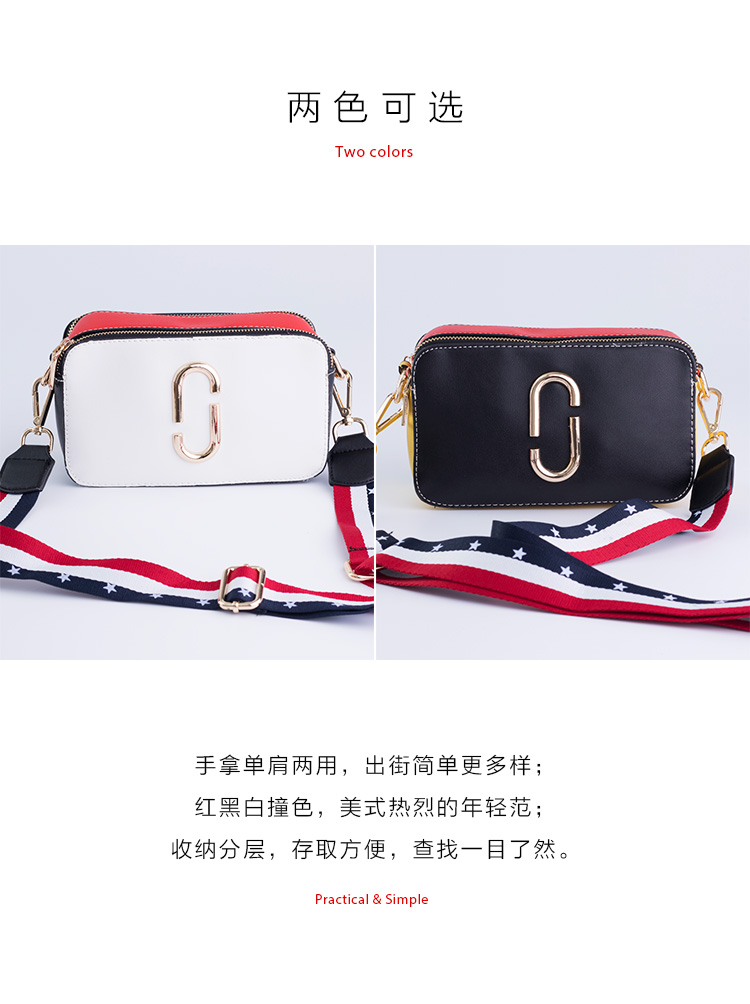 两色可选
Two colors
手拿单肩两用，出街简单更多样；
红黑白撞色，美式热烈的年轻范；
收纳分层，存取方便，查找一目了然。
Practical & Simple